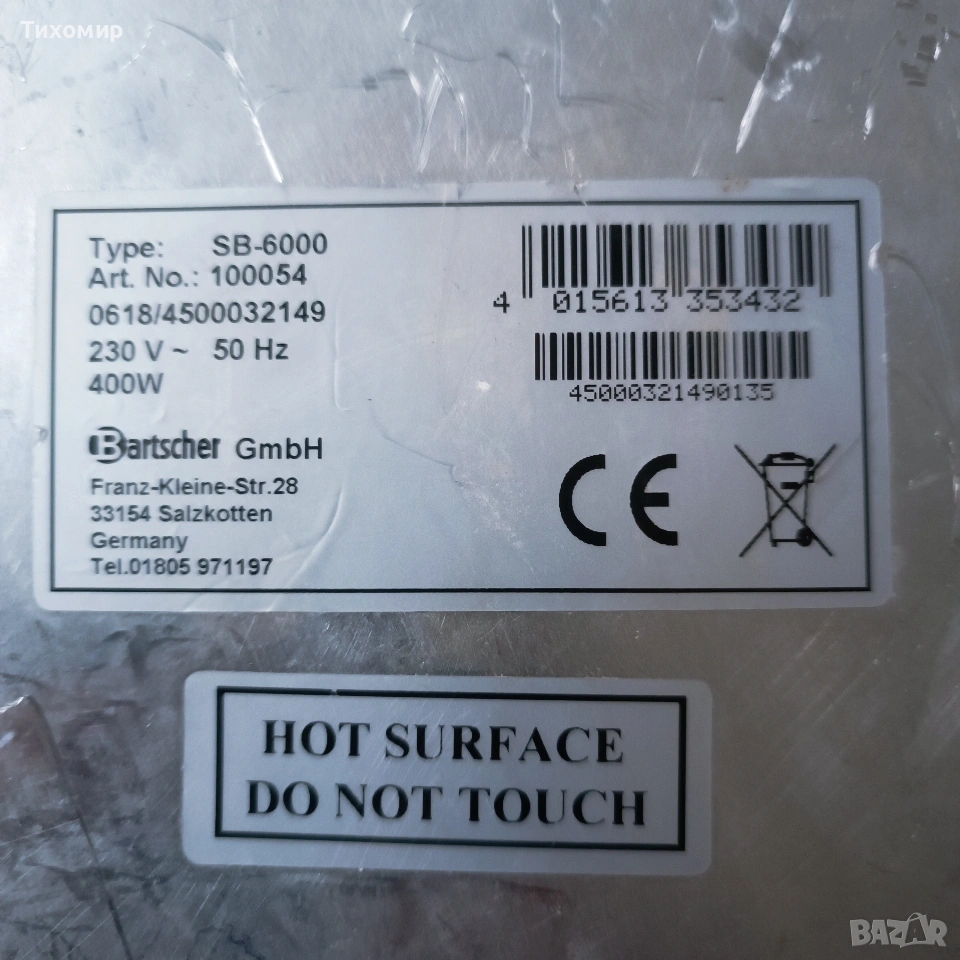 Тихомир
Type: SB-6000
Art. No.: 100054
0618/4500032149
230 V ~ 50 Hz
400W
Bartscher GmbH
Franz-Kleine-Str.28
33154 Salzkotten
Germany
Tel.01805 971197
4 015613 353432
45000321490135
CE
HOT SURFACE
DO NOT TOUCH
BAZAR